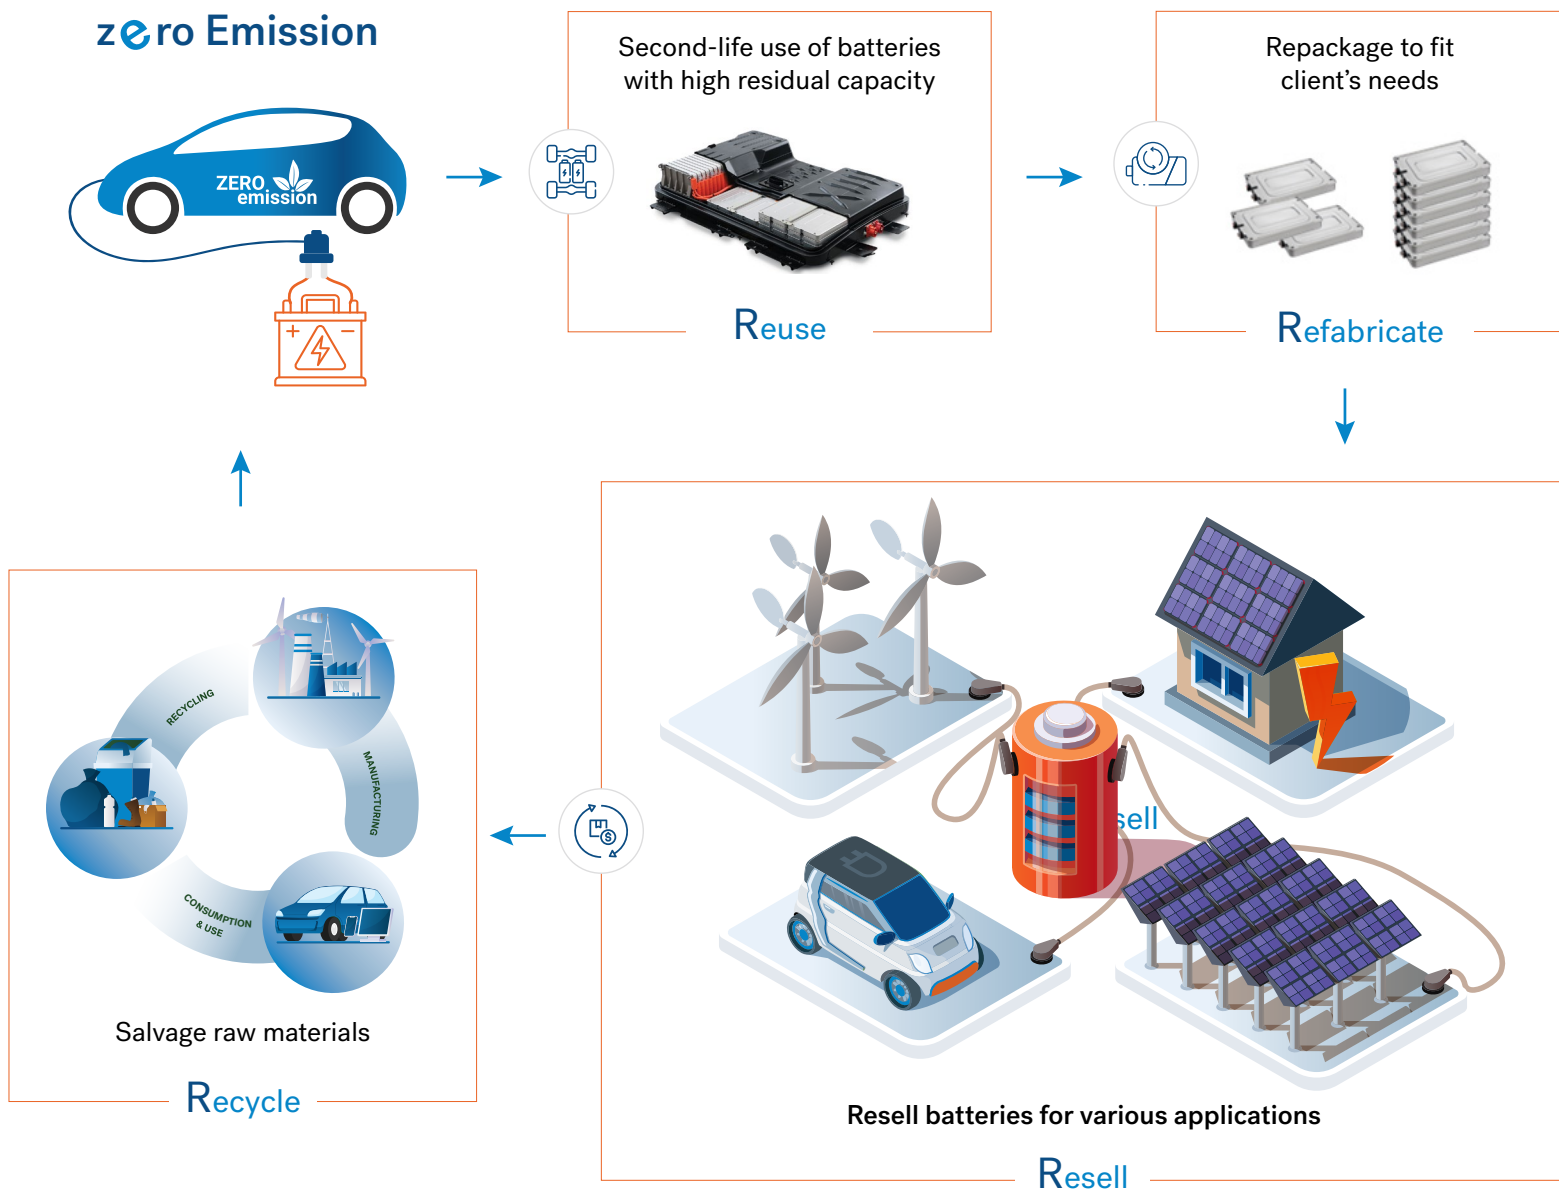 zero Emission
ZERO
emission
Second-life use of batteries
with high residual capacity
Reuse
Repackage to fit
client's needs
Refabricate
sell
Resell batteries for various applications
Resell
RECYCLING
MANUFACTURING
CONSUMPTION
& USE
Salvage raw materials
Recycle